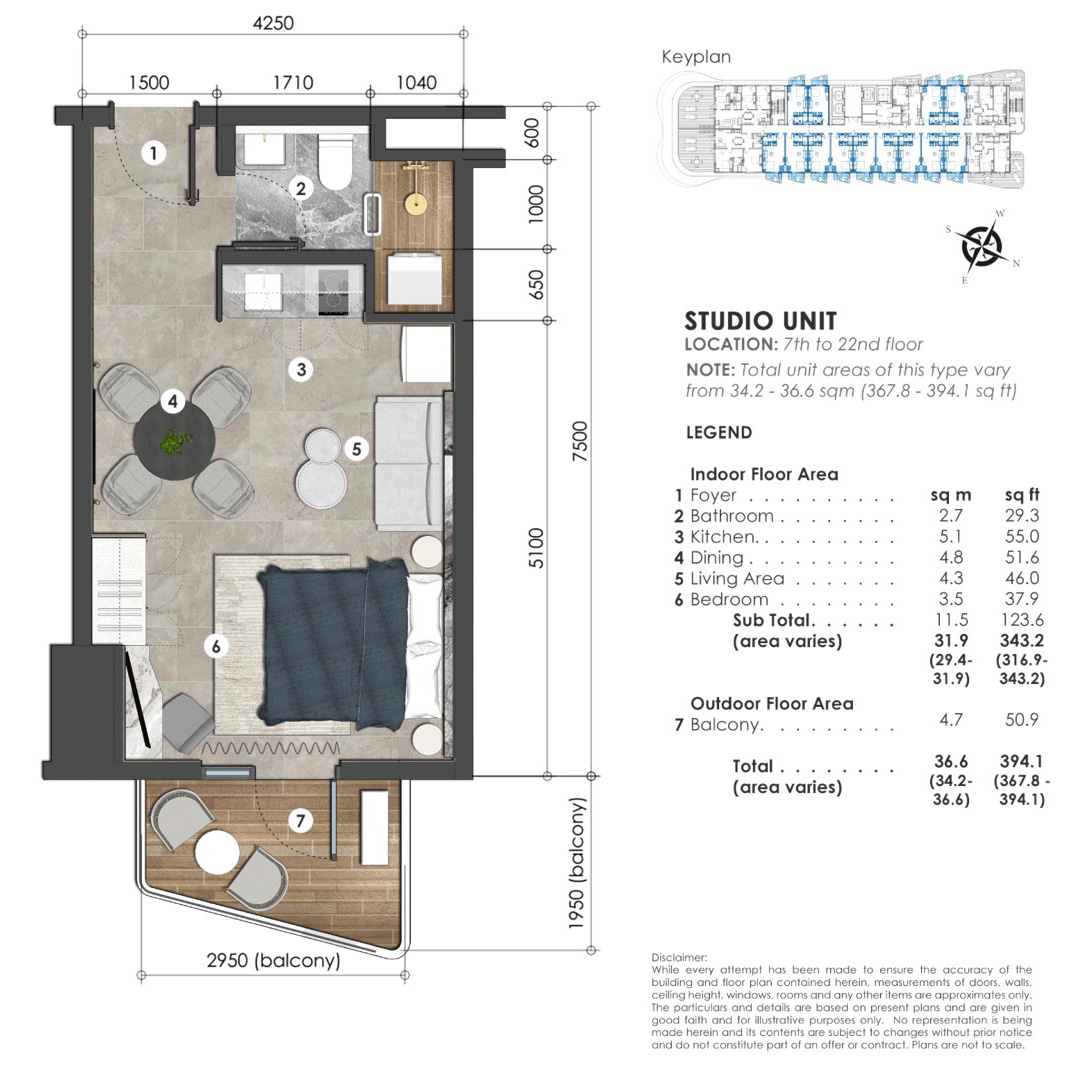 4250
1500
1710
1040
600
1000
650
5100
7500
1950 (balcony)
2950 (balcony)
1
2
3
4
5
6
7
Keyplan
W
S
N
E
STUDIO UNIT
LOCATION: 7th to 22nd floor
NOTE: Total unit areas of this type vary
from 34.2 - 36.6 sqm (367.8 - 394.1 sq ft)
LEGEND
Indoor Floor Area
1 Foyer . . . . . . . . . . sq m sq ft
2 Bathroom . . . . . . . . 2.7 29.3
3 Kitchen. . . . . . . . . . 5.1 55.0
4 Dining . . . . . . . . . . 4.8 51.6
5 Living Area . . . . . . . 4.3 46.0
6 Bedroom . . . . . . . . 3.5 37.9
Sub Total. . . . . . 11.5 123.6
(area varies) 31.9 343.2
(29.4- (316.9-
31.9) 343.2)
Outdoor Floor Area
7 Balcony. . . . . . . . . 4.7 50.9
Total . . . . . . . . 36.6 394.1
(area varies) (34.2- (367.8 -
36.6) 394.1)
Disclaimer:
While every attempt has been made to ensure the accuracy of the
building and floor plan contained herein, measurements of doors, walls,
ceiling height, windows, rooms and any other items are approximates only.
The particulars and details are based on present plans and are given in
good faith and for illustrative purposes only. No representation is being
made herein and its contents are subject to changes without prior notice
and do not constitute part of an offer or contract. Plans are not to scale.